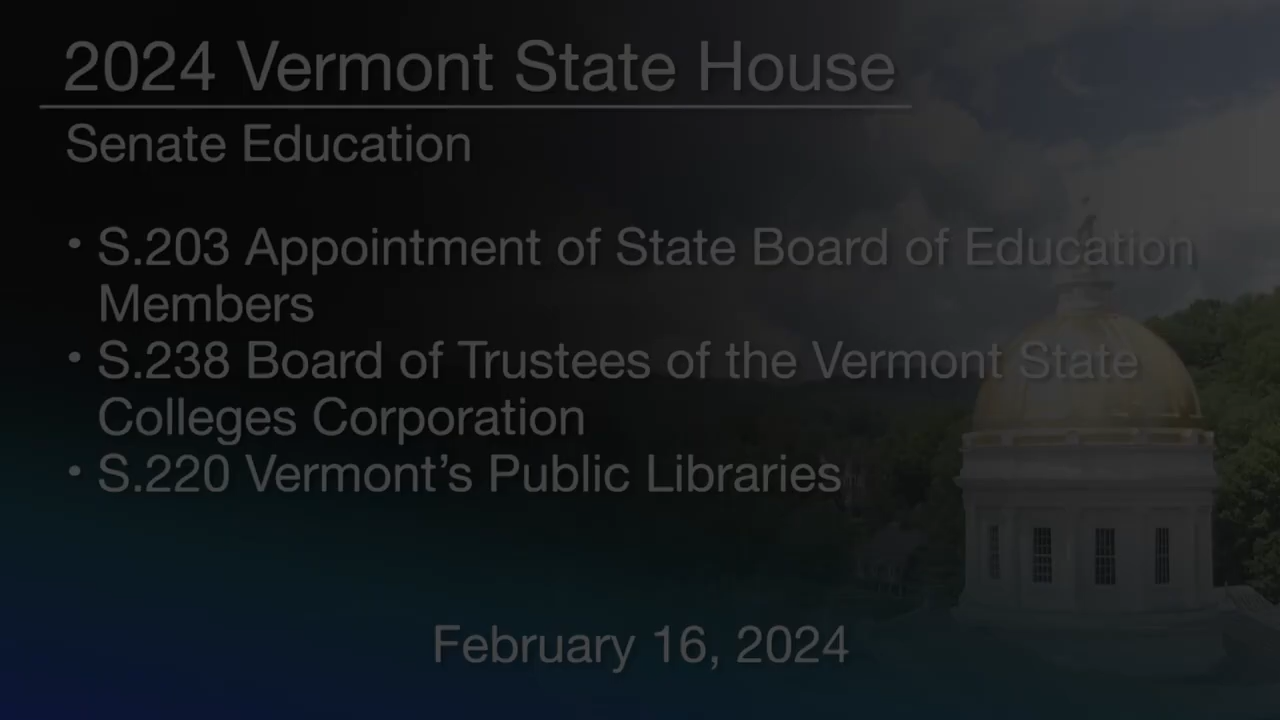 2024 Vermont State House
Senate Education
• S.203 Appointment of State Board of Education
Members
• S.238 Board of Trustees of the Vermont State
Colleges Corporation
• S.220 Vermont’s Public Libraries
February 16, 2024